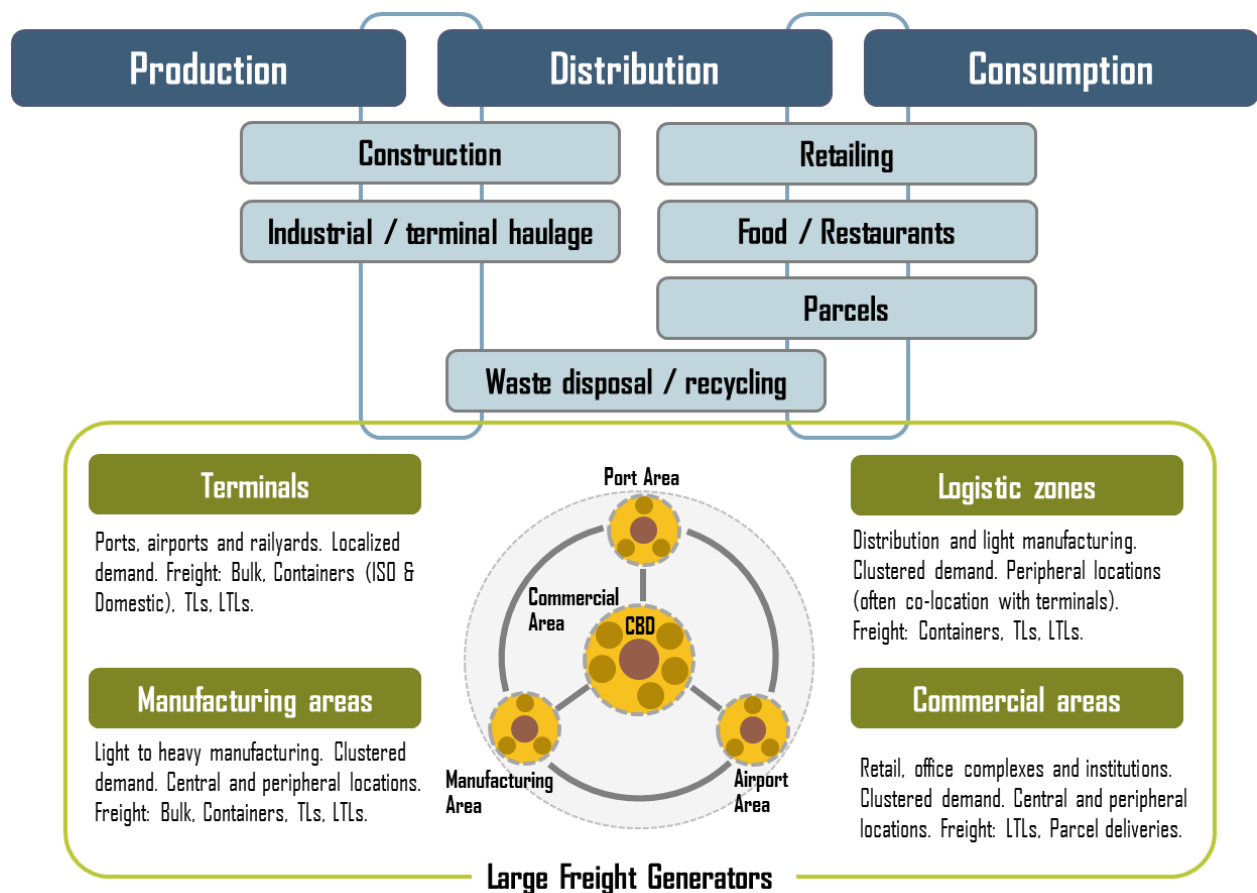 Production
Distribution
Consumption
Construction
Retailing
Industrial / terminal haulage
Food / Restaurants
Parcels
Waste disposal / recycling
Terminals
Ports, airports and railyards. Localized
demand. Freight: Bulk, Containers (ISO &
Domestic), TLs, LTLs.
Manufacturing areas
Light to heavy manufacturing. Clustered
demand. Central and peripheral locations.
Freight: Bulk, Containers, TLs, LTLs.
Port Area
Commercial
Area
CBD
Manufacturing
Area
Airport
Area
Logistic zones
Distribution and light manufacturing.
Clustered demand. Peripheral locations
(often co-location with terminals).
Freight: Containers, TLs, LTLs.
Commercial areas
Retail, office complexes and institutions.
Clustered demand. Central and peripheral
locations. Freight: LTLs, Parcel deliveries.
Large Freight Generators